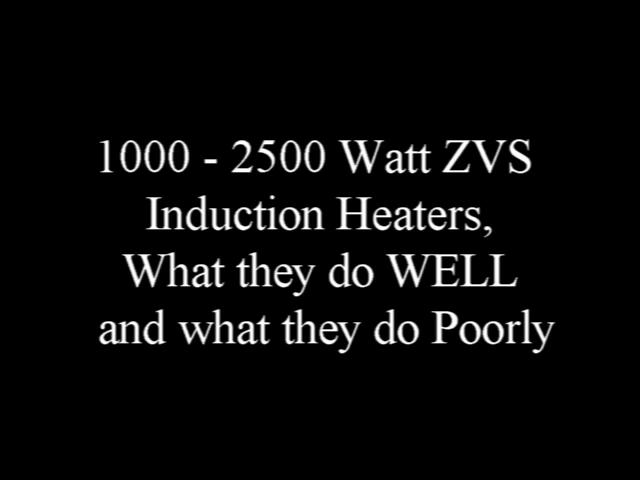 1000 - 2500 Watt ZVS
Induction Heaters,
What they do WELL
and what they do Poorly